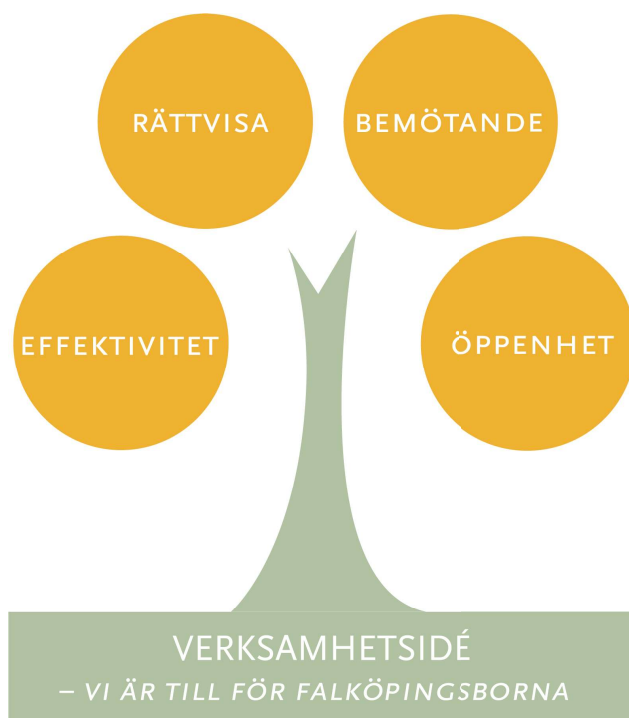 RÄTTVISA
BEMÖTANDE
EFFEKTIVITET
ÖPPENHET
VERKSAMHETSIDÉ
– VI ÄR TILL FÖR FALKÖPINGSBORNA